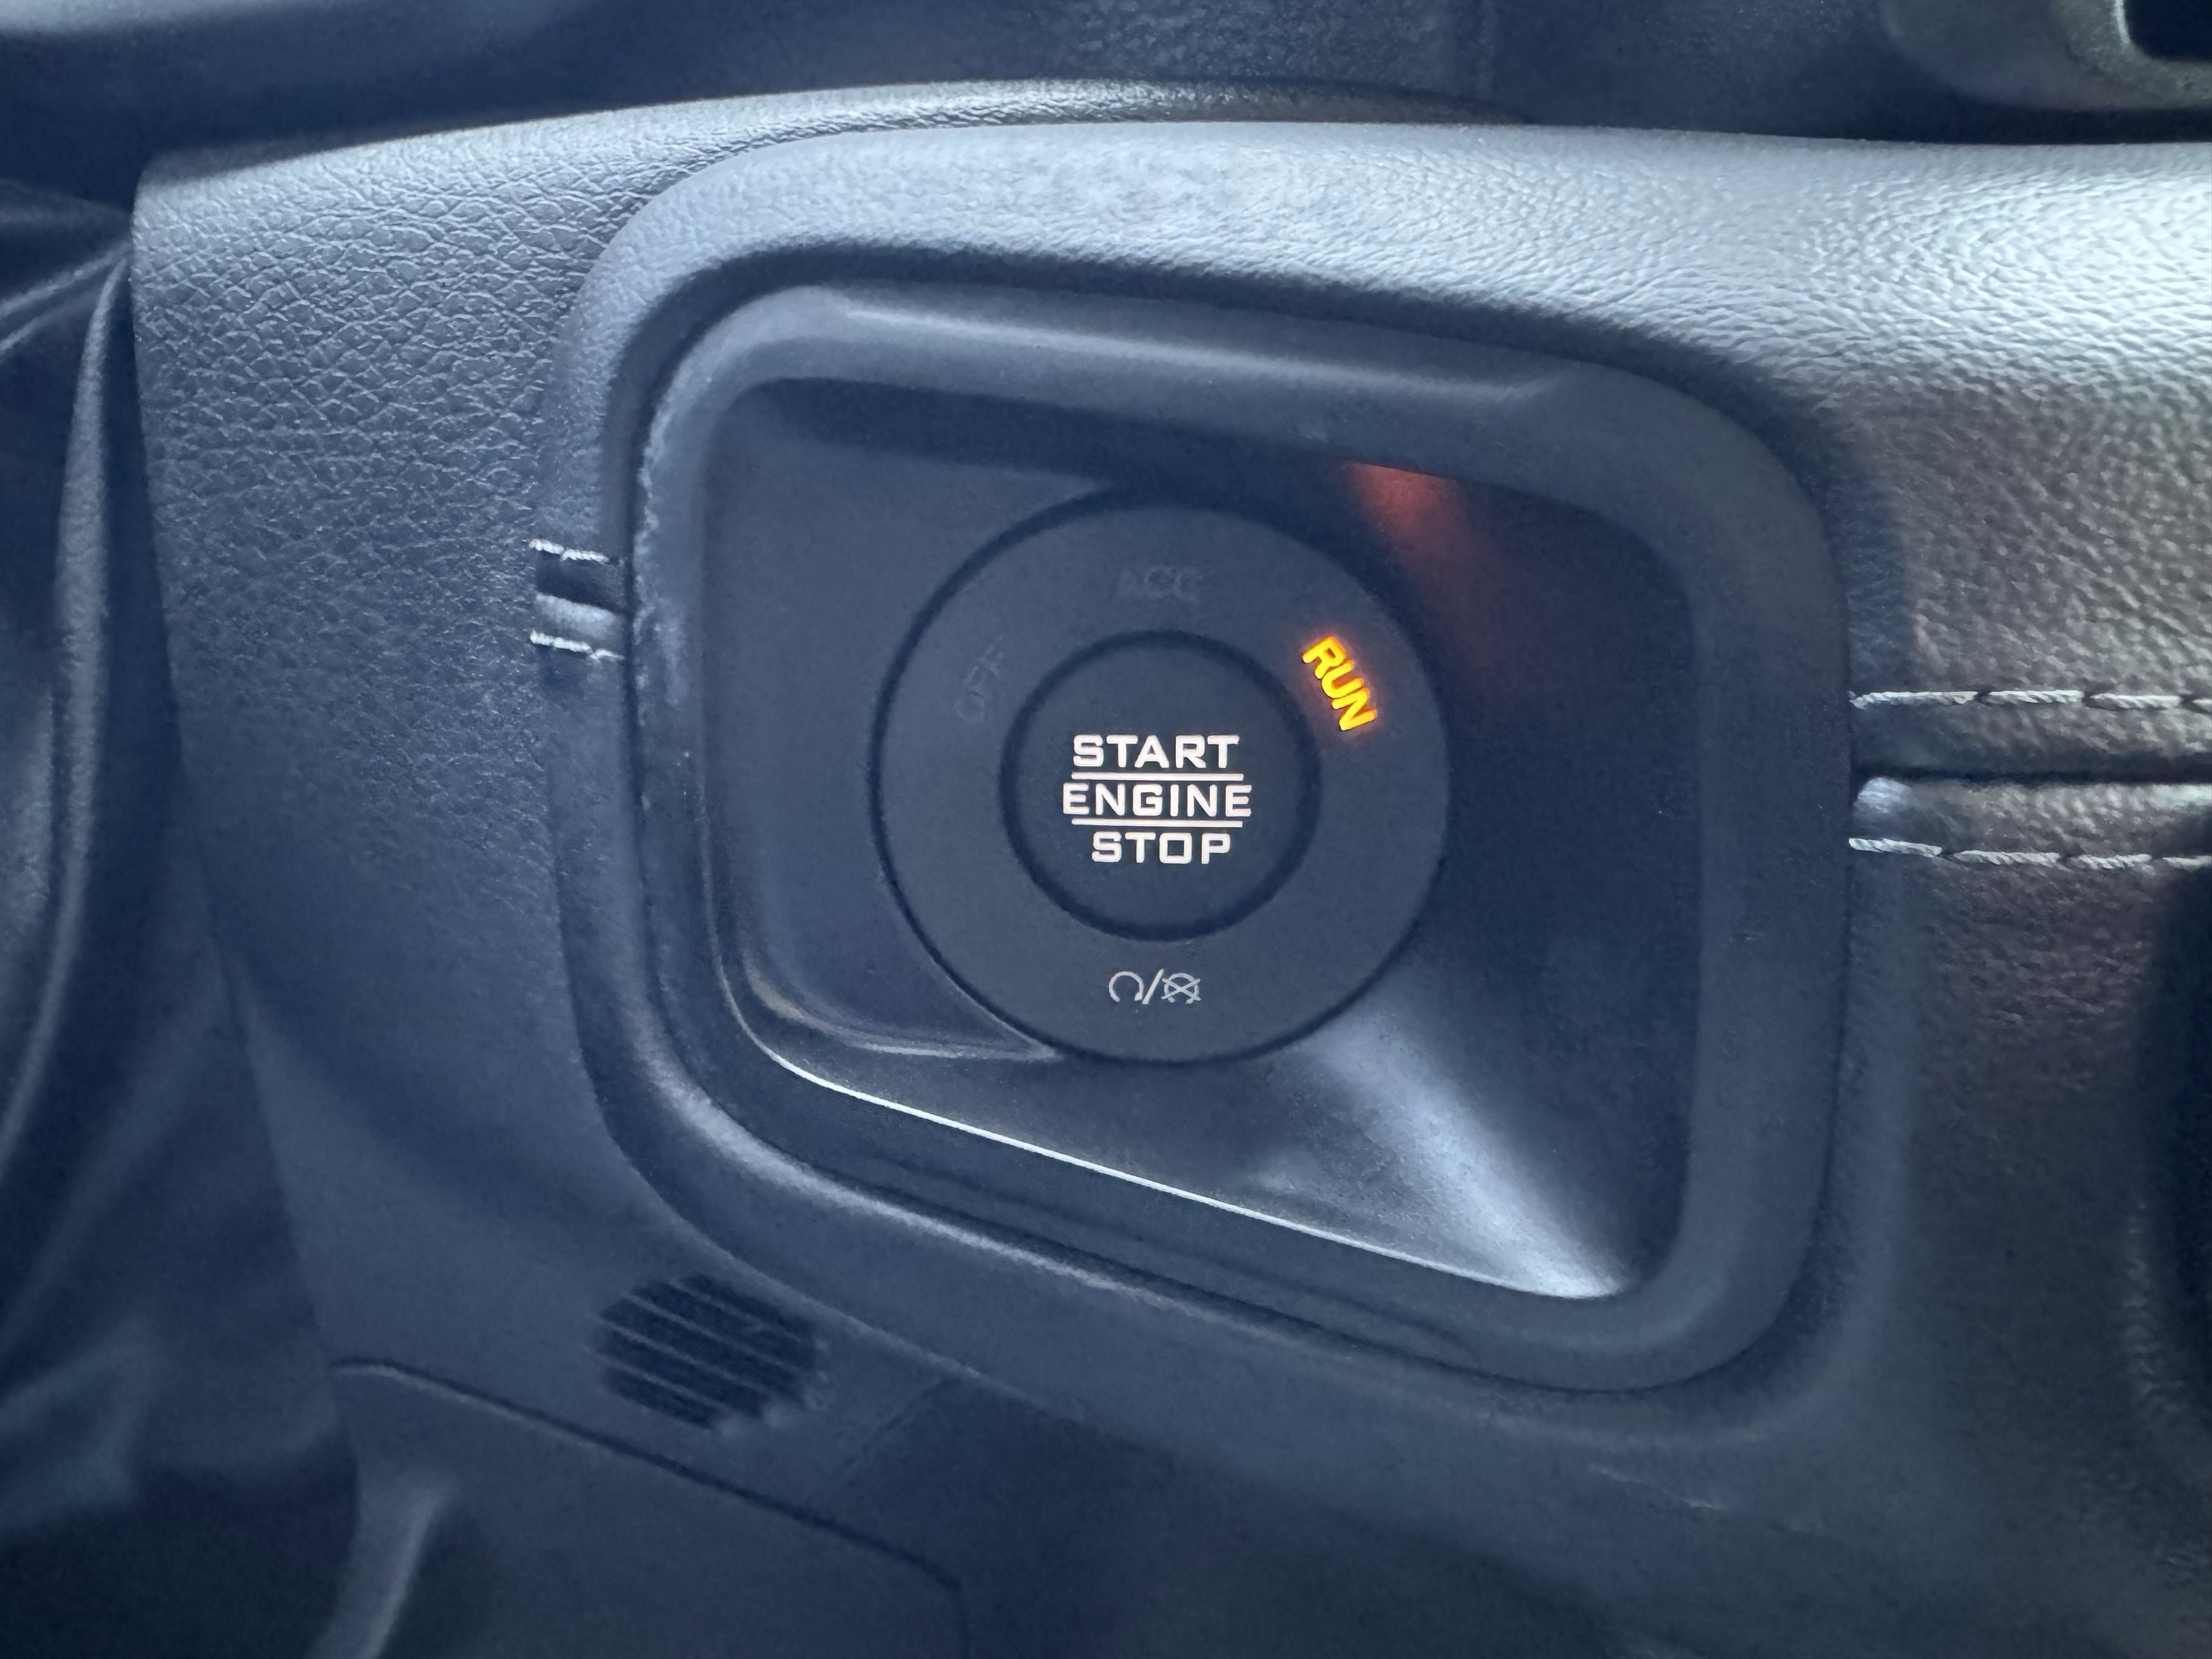 ACC
OFF
RUN
START
ENGINE
STOP